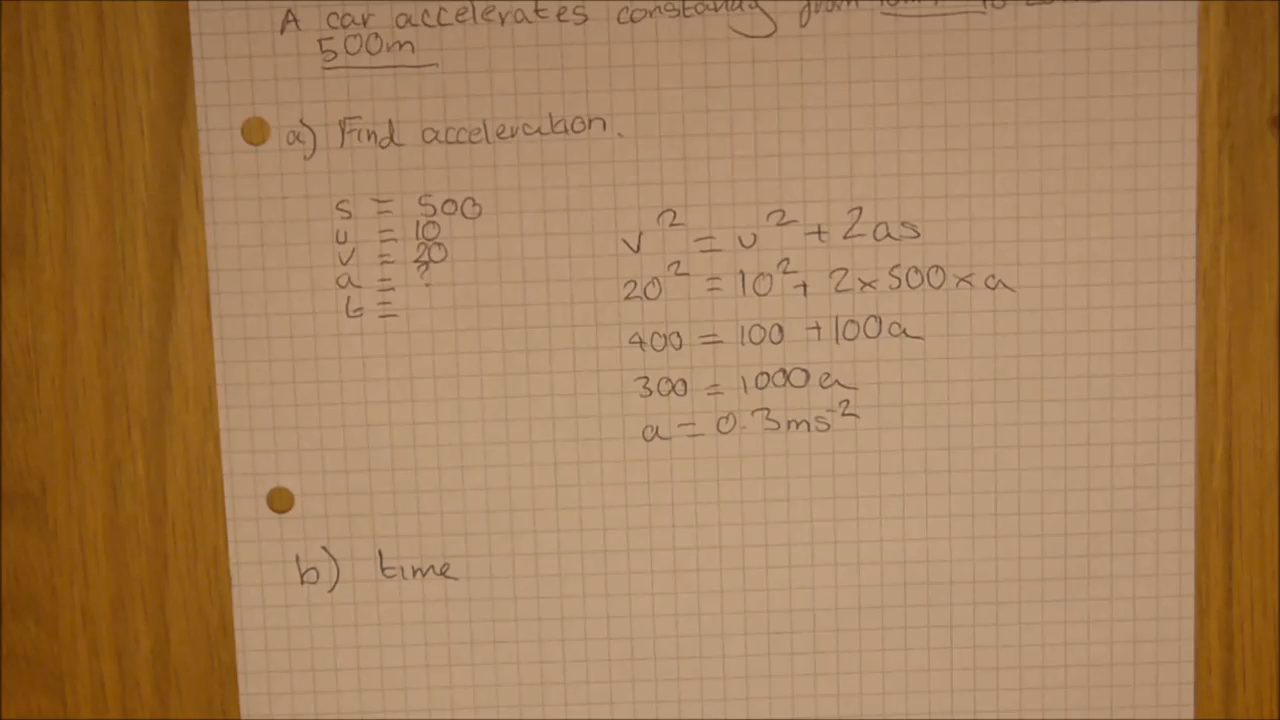 A car accelerates constantly from
500m
a) Find acceleration.
s = 500
u = 10
v = 20
a = ?
t =
v² = u² + 2as
20² = 10² + 2×500×a
400 = 100 + 100a
300 = 1000a
a = 0.3ms⁻²
b) time